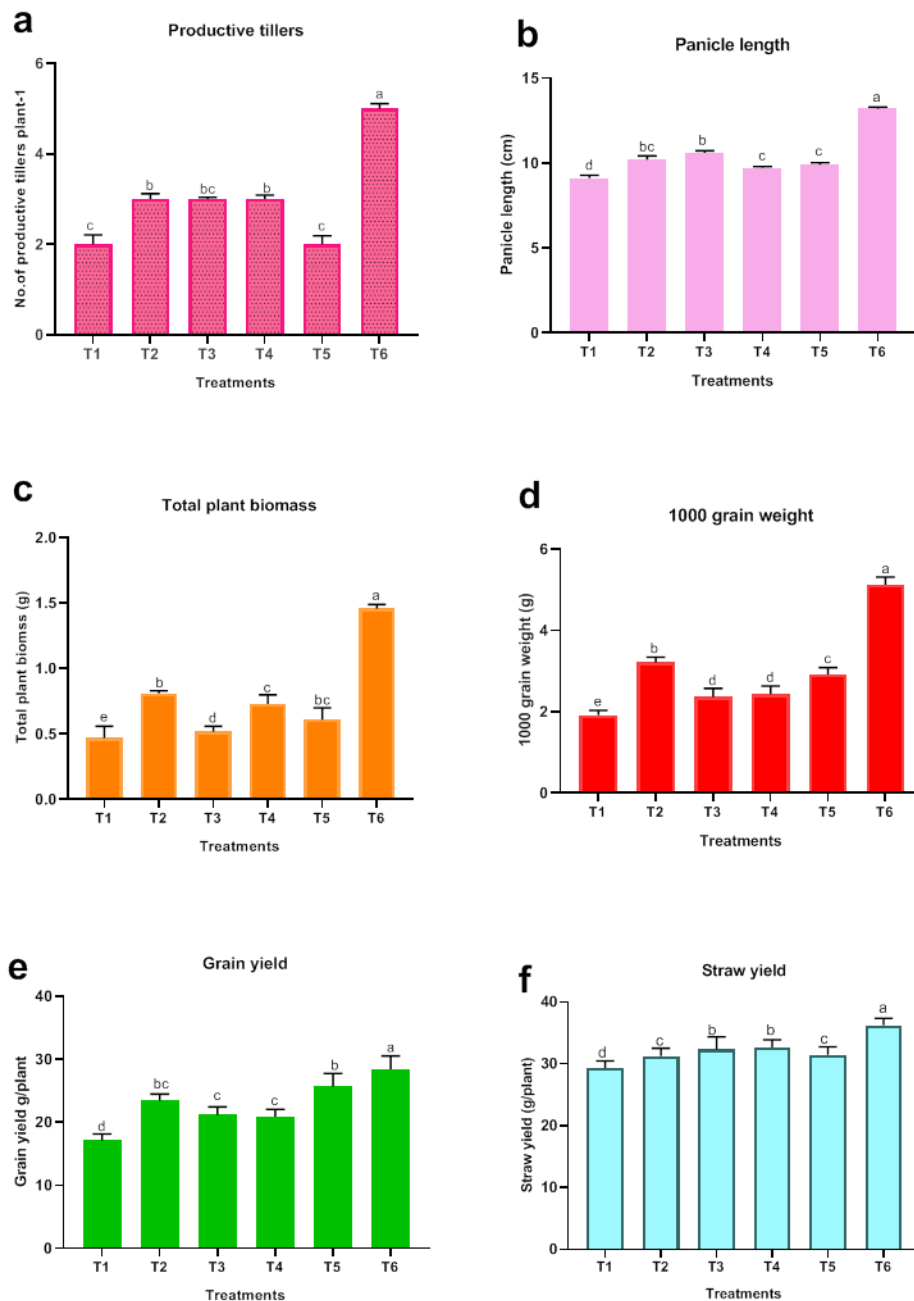 a
Productive tillers
No.of productive tillers plant-1
6
4
2
0
c
b
bc
b
c
a
T1 T2 T3 T4 T5 T6
Treatments
b
Panicle length
Panicle length (cm)
15
10
5
0
d
bc
b
c
c
a
T1 T2 T3 T4 T5 T6
Treatments
c
Total plant biomass
Total plant biomss (g)
2.0
1.5
1.0
0.5
0.0
e
b
d
c
bc
a
T1 T2 T3 T4 T5 T6
Treatments
d
1000 grain weight
1000 grain weight (g)
6
4
2
0
e
b
d
d
c
a
T1 T2 T3 T4 T5 T6
Treatments
e
Grain yield
Grain yield g/plant
40
30
20
10
0
d
bc
c
c
b
a
T1 T2 T3 T4 T5 T6
Treatments
f
Straw yield
Straw yield (g/plant)
40
30
20
10
0
d
c
b
b
c
a
T1 T2 T3 T4 T5 T6
Treatments